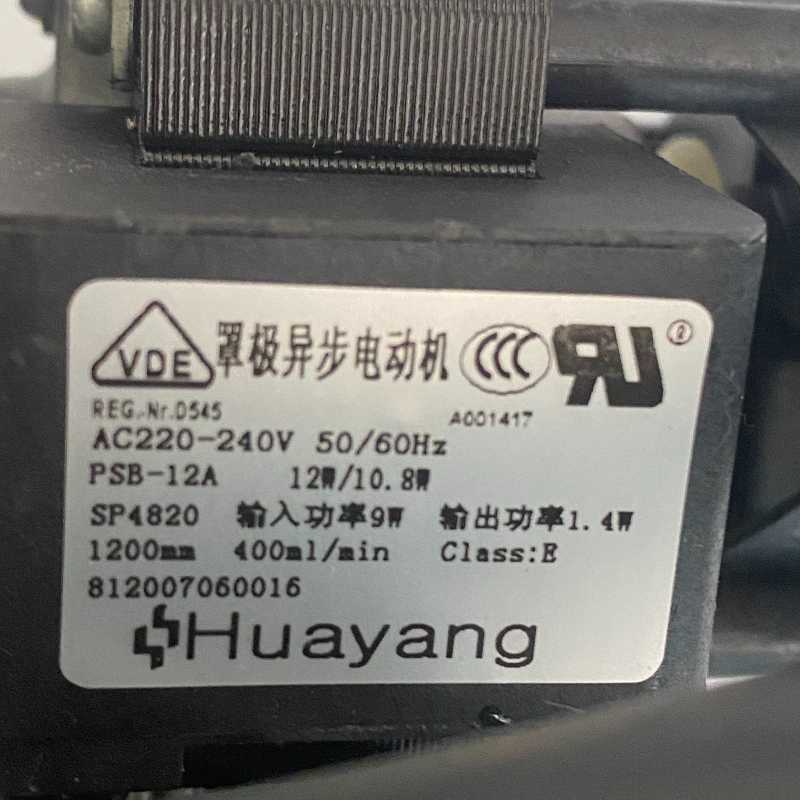 VDE 罩极异步电动机 CCC RU ®
REG.-Nr.D545 A001417
AC220-240V 50/60Hz
PSB-12A 12W/10.8W
SP4820 输入功率9W 输出功率1.4W
1200mm 400ml/min Class:E
812007060016
Huayang